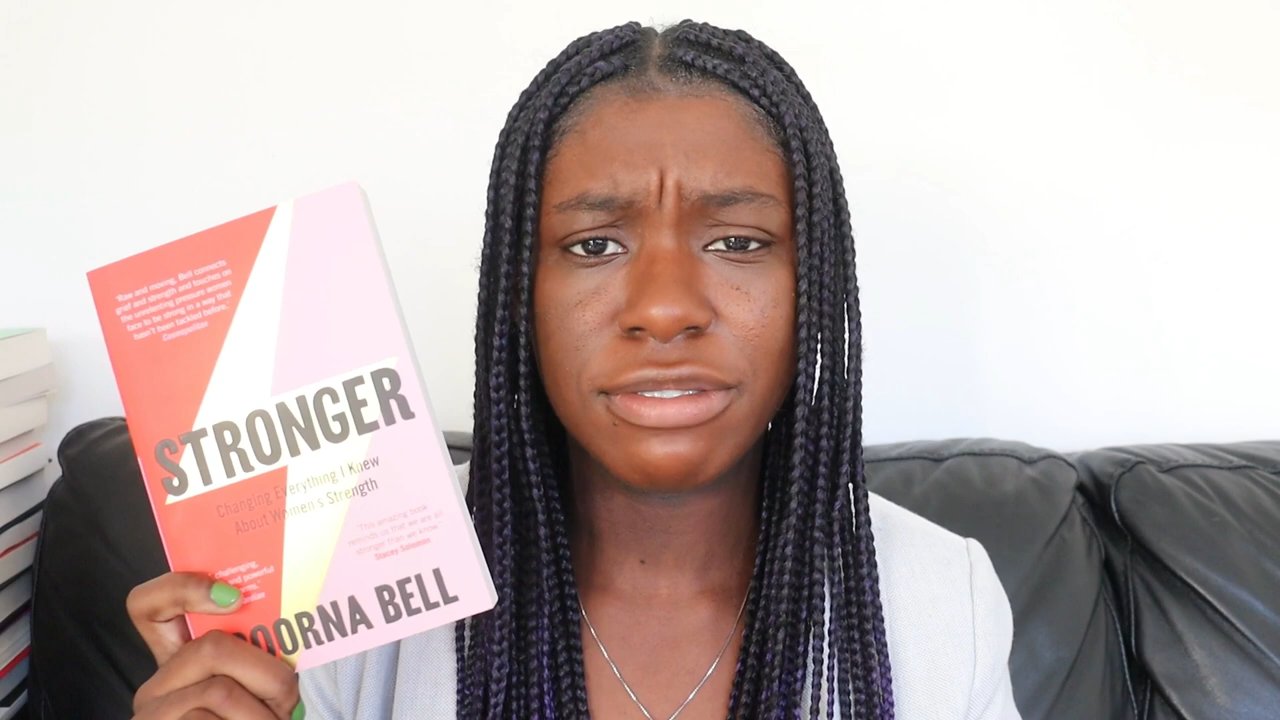 'Raw and moving, Bell connects
grief and strength and touches on
the unrelenting pressure women
face to be strong in a way that
hasn't been tackled before.'
Cosmopolitan
STRONGER
Changing Everything I Knew
About Women's Strength
'This amazing book
reminds us that we are all
stronger than we know.'
Stacey Solomon
challenging,
and powerful
OORNA BELL